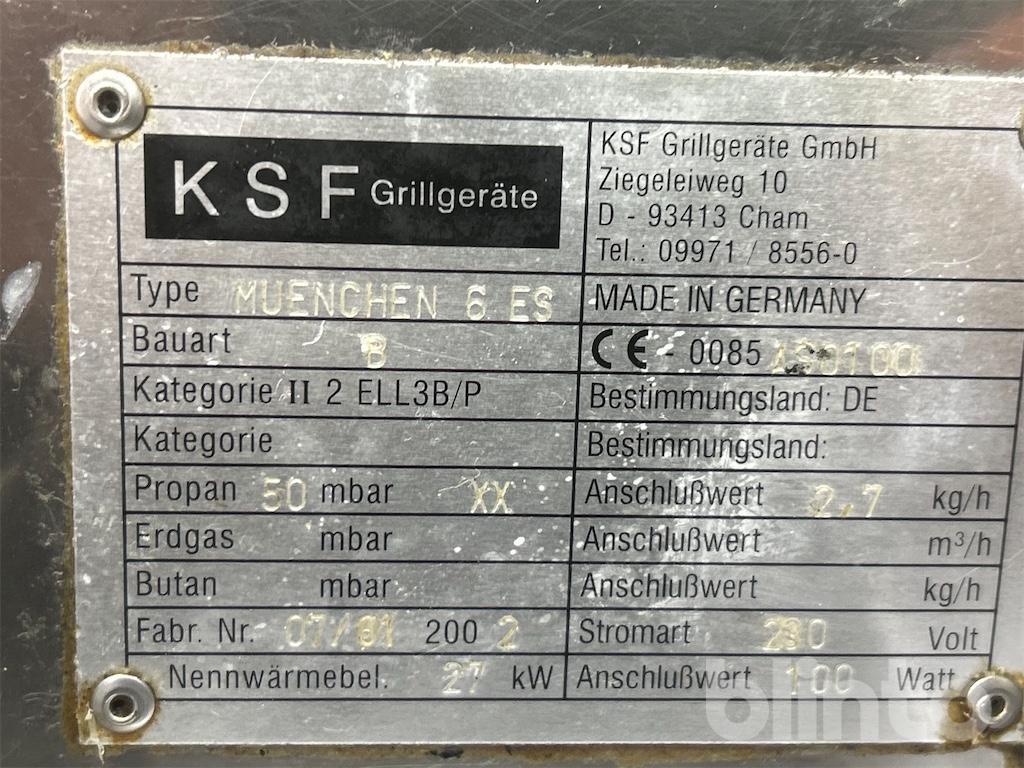 KSF Grillgeräte
KSF Grillgeräte GmbH
Ziegeleiweg 10
D - 93413 Cham
Tel.: 09971 / 8556-0
Type MUENCHEN 6 ES
MADE IN GERMANY
Bauart B
CE - 0085
Kategorie II 2 ELL3B/P
Bestimmungsland: DE
Kategorie
Bestimmungsland:
Propan 50 mbar XX
Anschlußwert 2,7 kg/h
Erdgas mbar
Anschlußwert m³/h
Butan mbar
Anschlußwert kg/h
Fabr. Nr. 07/01 200 2
Stromart 230 Volt
Nennwärmebel. 27 kW
Anschlußwert 100 Watt